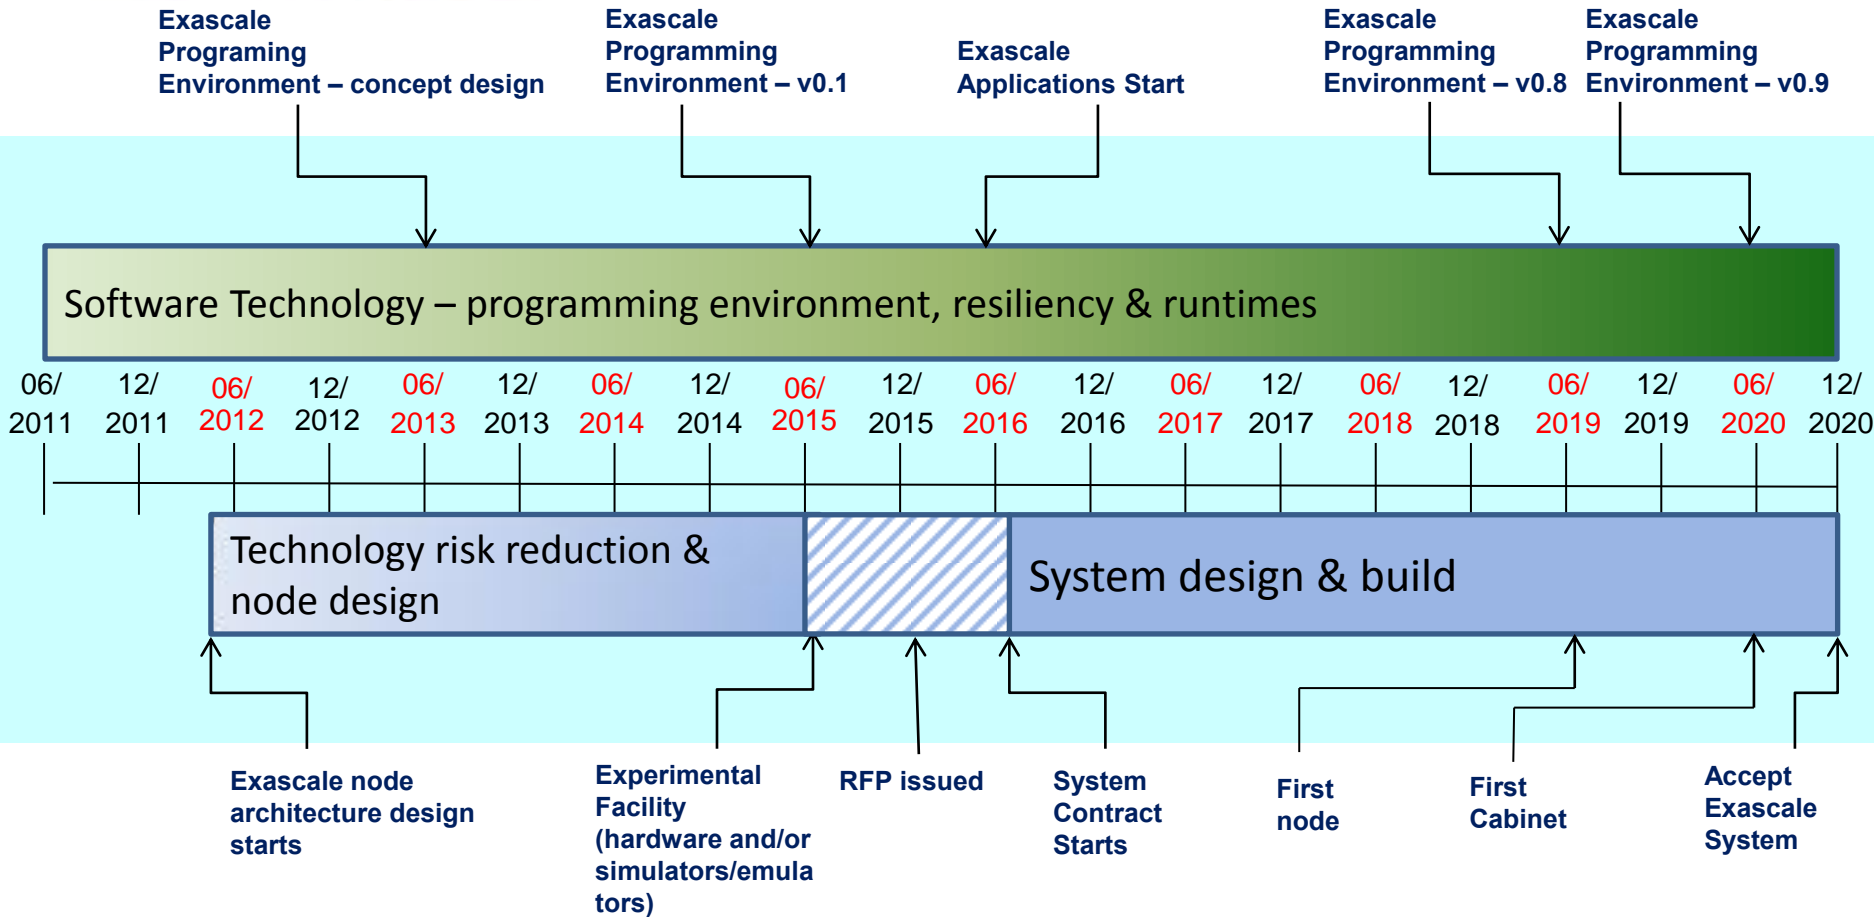 Exascale
Programing
Environment – concept design
Exascale
Programming
Environment – v0.1
Exascale
Applications Start
Exascale
Programming
Environment – v0.8
Exascale
Programming
Environment – v0.9
Software Technology – programming environment, resiliency & runtimes
06/ 12/ 06/ 12/ 06/ 12/ 06/ 12/ 06/ 12/ 06/ 12/ 06/ 12/ 06/ 12/ 06/ 12/ 06/ 12/
2011 2011 2012 2012 2013 2013 2014 2014 2015 2015 2016 2016 2017 2017 2018 2018 2019 2019 2020 2020
Technology risk reduction &
node design
System design & build
Exascale node
architecture design
starts
Experimental
Facility
(hardware and/or
simulators/emula
tors)
RFP issued
System
Contract
Starts
First
node
First
Cabinet
Accept
Exascale
System